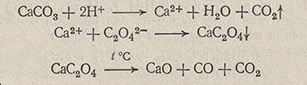 CaCO₃ + 2H⁺ ⟶ Ca²⁺ + H₂O + CO₂↑
Ca²⁺ + C₂O₄²⁻ ⟶ CaC₂O₄↓
t °C
CaC₂O₄ ⟶ CaO + CO + CO₂